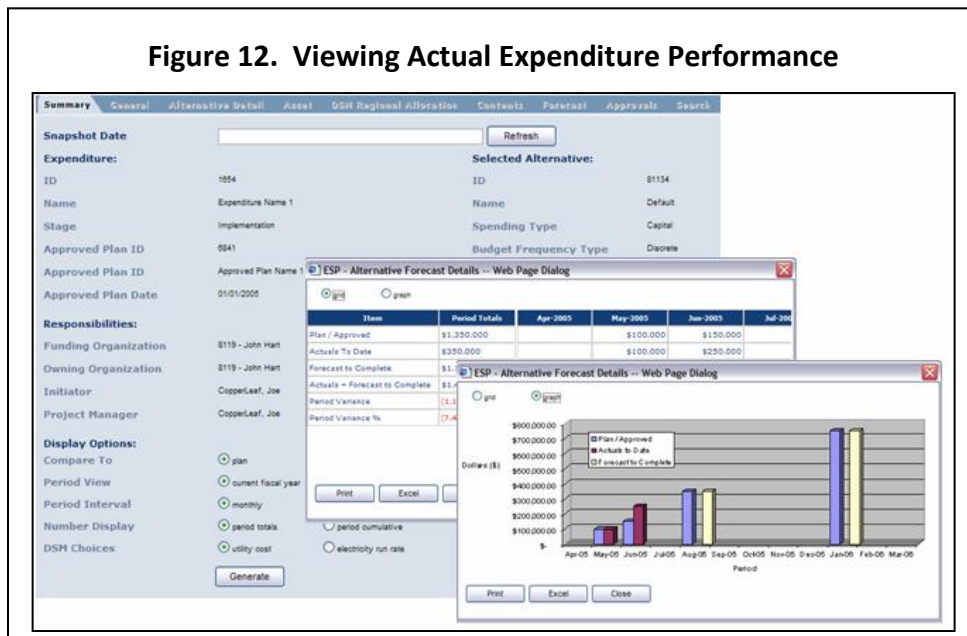 Figure 12. Viewing Actual Expenditure Performance
Summary General Alternative Detail Asset DSM Regional Allocation Contents Forecast Approvals Search
Snapshot Date Refresh
Expenditure: Selected Alternative:
ID 1654 ID 81134
Name Expenditure Name 1 Name Default
Stage Implementation Spending Type Capital
Approved Plan ID 6841 Budget Frequency Type Discrete
Approved Plan ID Approved Plan Name 1
Approved Plan Date 01/01/2005
Responsibilities:
Funding Organization 8119 - John Hart
Owning Organization 8119 - John Hart
Initiator CopperLeaf, Joe
Project Manager CopperLeaf, Joe
Display Options:
Compare To plan
Period View current fiscal year
Period Interval monthly
Number Display period totals period cumulative
DSM Choices utility cost electricity run rate
Generate
ESP - Alternative Forecast Details -- Web Page Dialog
grid graph
Item Period Totals Apr-2005 May-2005 Jun-2005 Jul-200
Plan / Approved $1,350,000 $100,000 $150,000
Actuals To Date $350,000 $100,000 $250,000
Forecast to Complete $1.
Actuals + Forecast to Complete $1,4
Period Variance (1,1
Period Variance % (7.4
Print Excel
ESP - Alternative Forecast Details -- Web Page Dialog
grid graph
$800,000.00
$700,000.00
$600,000.00
$500,000.00
$400,000.00
$300,000.00
$200,000.00
$100,000.00
$-
Dollars ($)
Plan / Approved
Actuals to Date
Forecast to Complete
Apr-05 May-05 Jun-05 Jul-05 Aug-05 Sep-05 Oct-05 Nov-05 Dec-05 Jan-06 Feb-06 Mar-06
Period
Print Excel Close